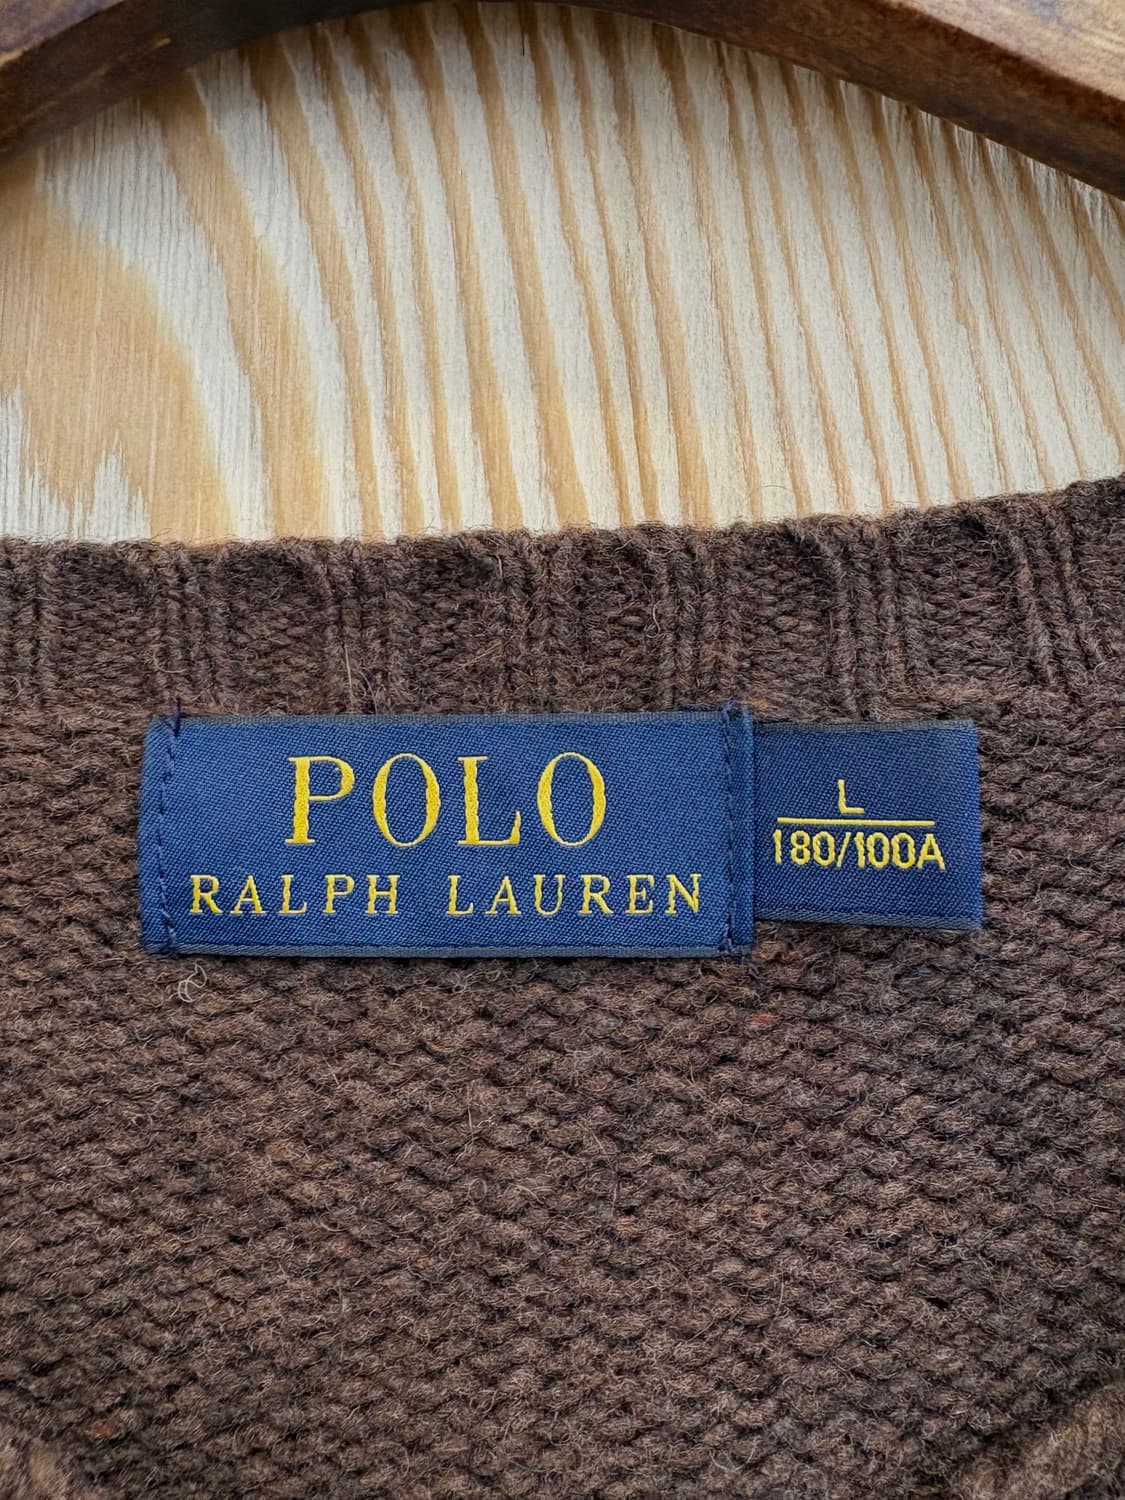 POLO
RALPH LAUREN
L
180/100A